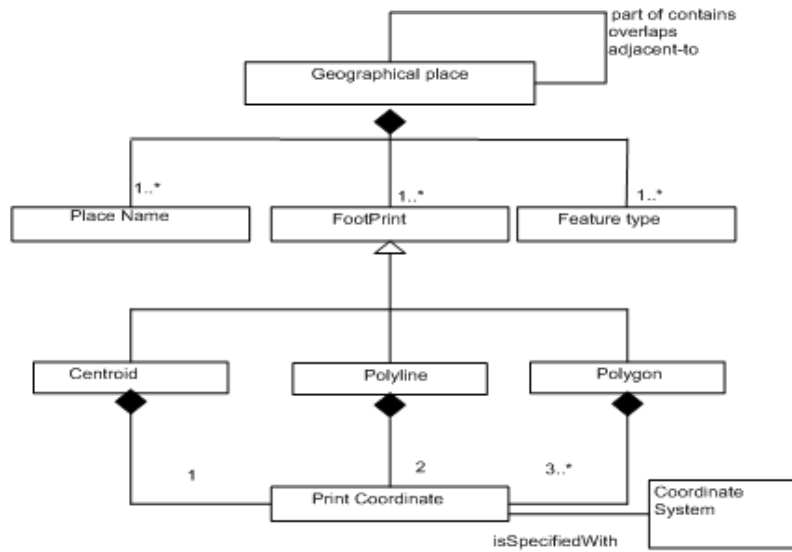 part of contains
overlaps
adjacent-to
Geographical place
1..*
1..*
1..*
Place Name
FootPrint
Feature type
Centroid
Polyline
Polygon
1
2
3..*
Print Coordinate
Coordinate
System
isSpecifiedWith